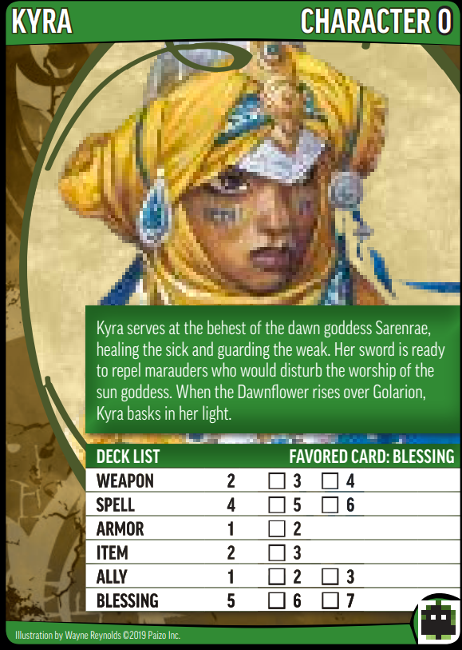 KYRA CHARACTER 0
Kyra serves at the behest of the dawn goddess Sarenrae,
healing the sick and guarding the weak. Her sword is ready
to repel marauders who would disturb the worship of the
sun goddess. When the Dawnflower rises over Golarion,
Kyra basks in her light.
DECK LIST FAVORED CARD: BLESSING
WEAPON 2 ☐ 3 ☐ 4
SPELL 4 ☐ 5 ☐ 6
ARMOR 1 ☐ 2
ITEM 2 ☐ 3
ALLY 1 ☐ 2 ☐ 3
BLESSING 5 ☐ 6 ☐ 7
Illustration by Wayne Reynolds ©2019 Paizo Inc.